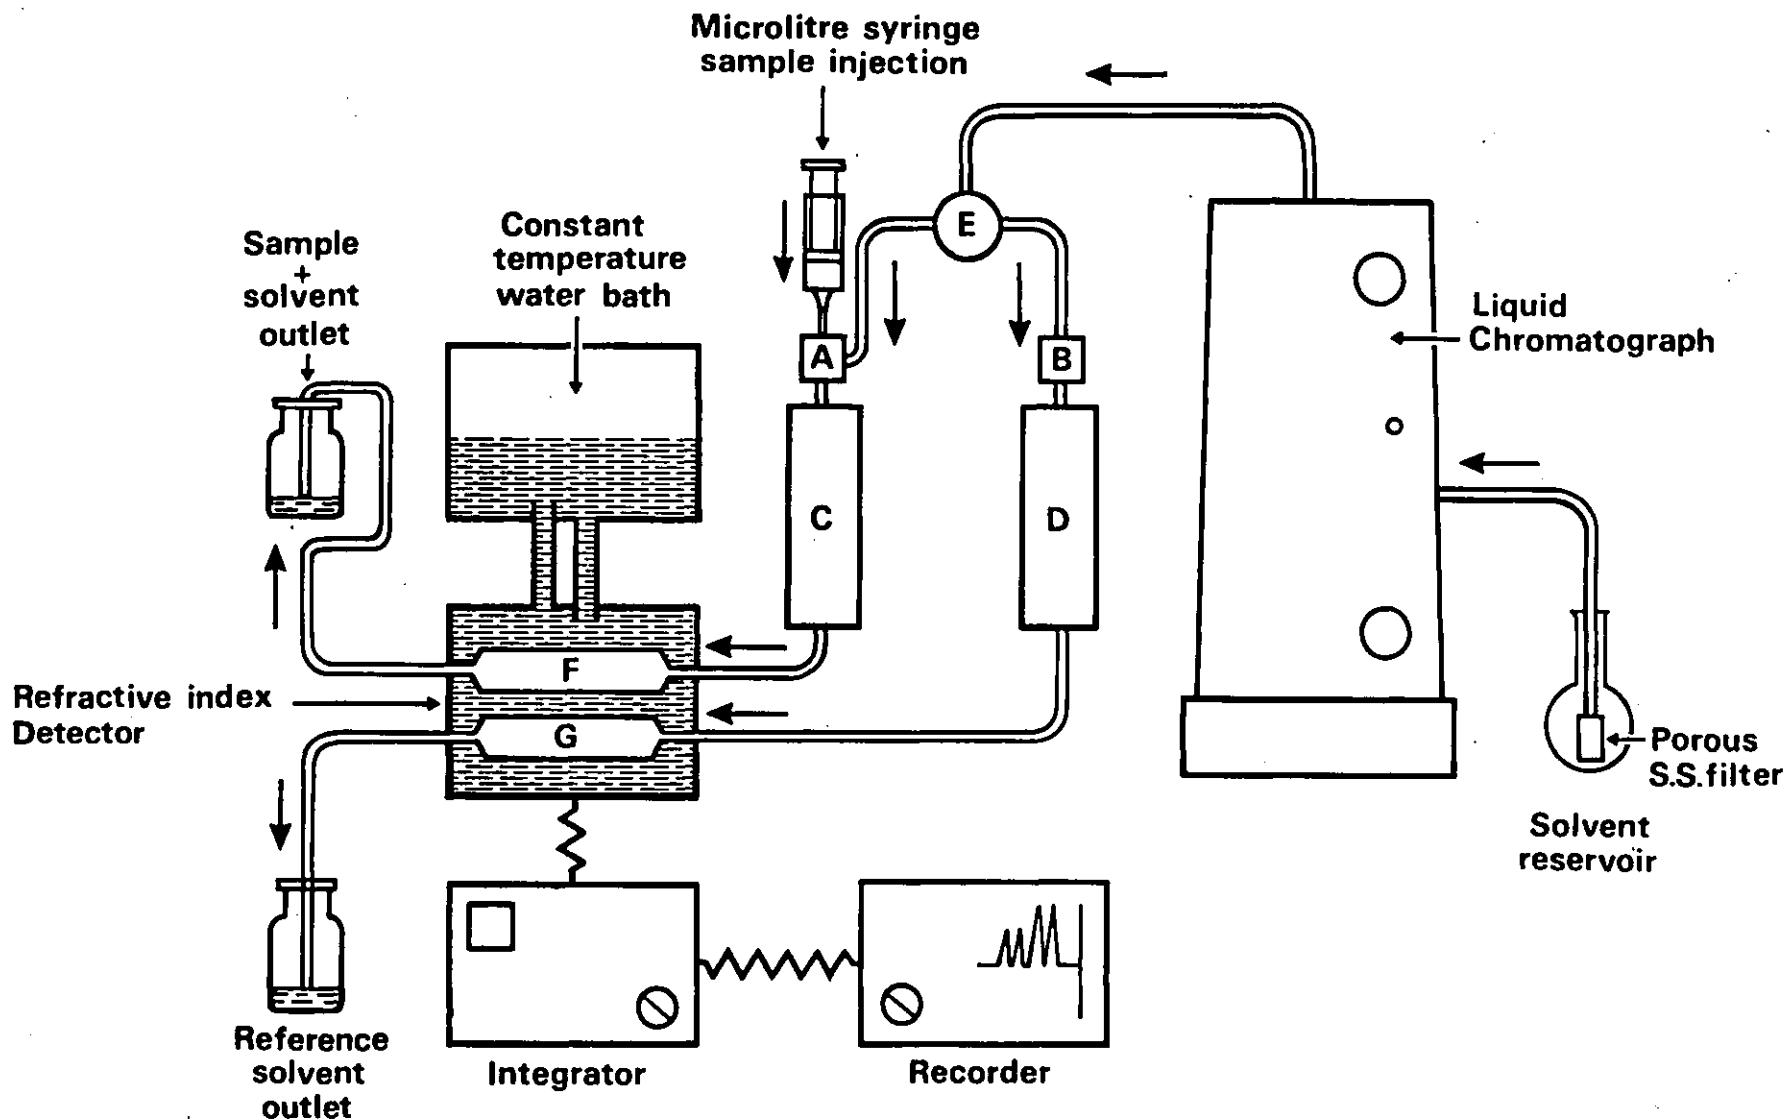 Microlitre syringe
sample injection
Sample
+
solvent
outlet
Constant
temperature
water bath
E
A
B
Liquid
Chromatograph
C
D
F
G
Refractive index
Detector
Porous
S.S.filter
Solvent
reservoir
Reference
solvent
outlet
Integrator
Recorder